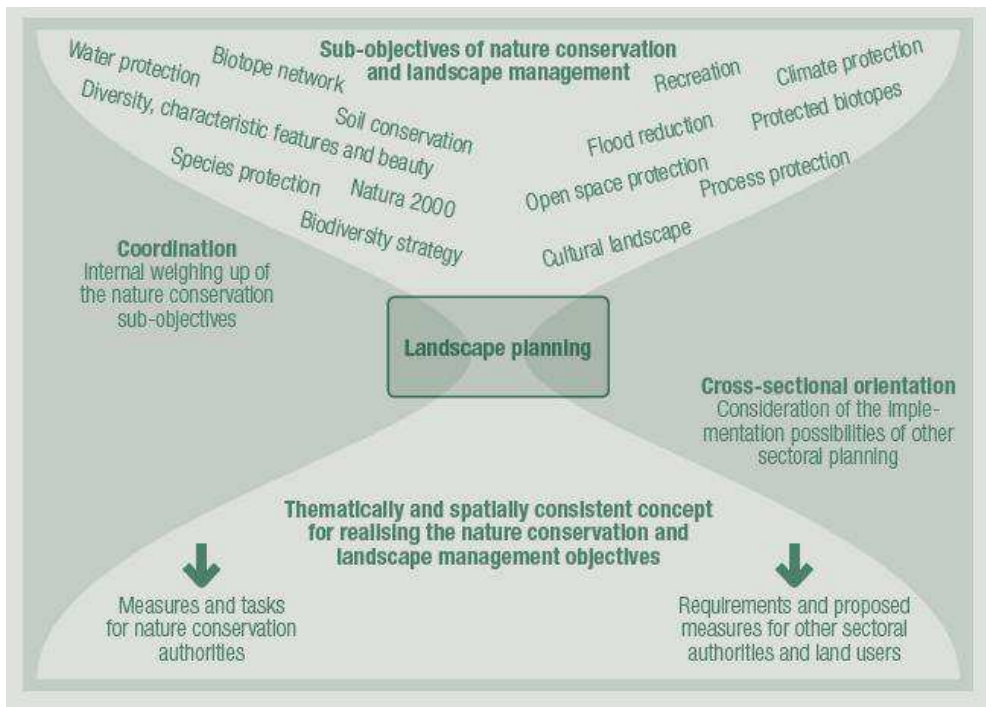 Sub-objectives of nature conservation
and landscape management
Water protection
Biotope network
Recreation
Climate protection
Diversity, characteristic features and beauty
Soil conservation
Flood reduction
Protected biotopes
Species protection
Natura 2000
Open space protection
Process protection
Biodiversity strategy
Cultural landscape
Coordination
Internal weighing up of
the nature conservation
sub-objectives
Landscape planning
Cross-sectional orientation
Consideration of the imple-
mentation possibilities of other
sectoral planning
Thematically and spatially consistent concept
for realising the nature conservation and
landscape management objectives
Measures and tasks
for nature conservation
authorities
Requirements and proposed
measures for other sectoral
authorities and land users